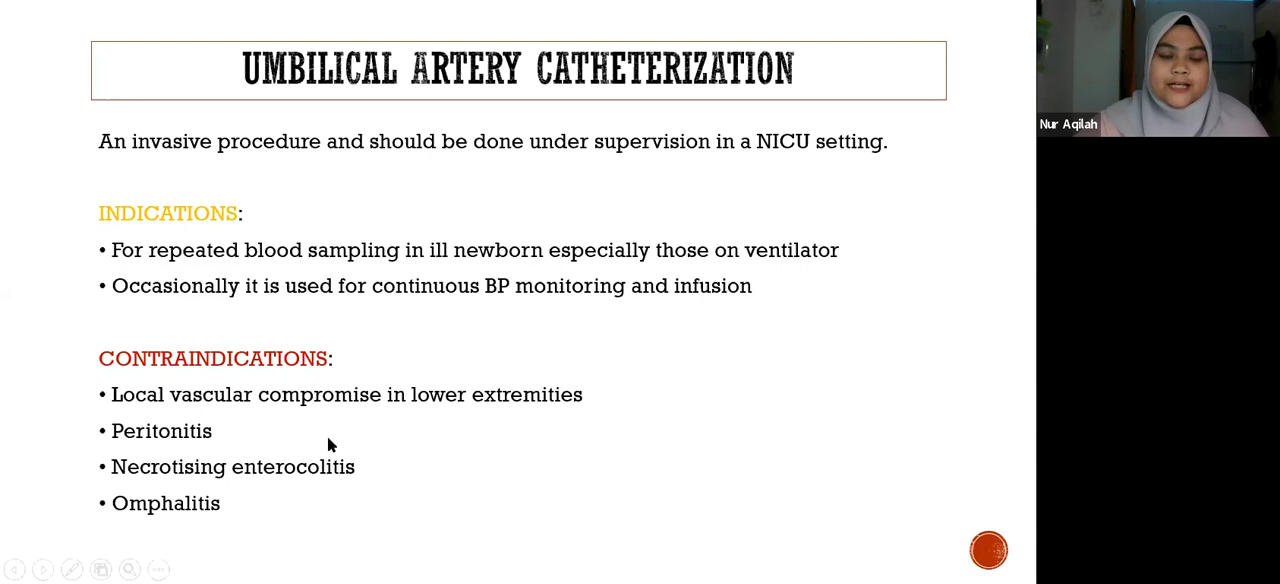 UMBILICAL ARTERY CATHETERIZATION
An invasive procedure and should be done under supervision in a NICU setting.
INDICATIONS:
• For repeated blood sampling in ill newborn especially those on ventilator
• Occasionally it is used for continuous BP monitoring and infusion
CONTRAINDICATIONS:
• Local vascular compromise in lower extremities
• Peritonitis
• Necrotising enterocolitis
• Omphalitis
Nur Aqilah